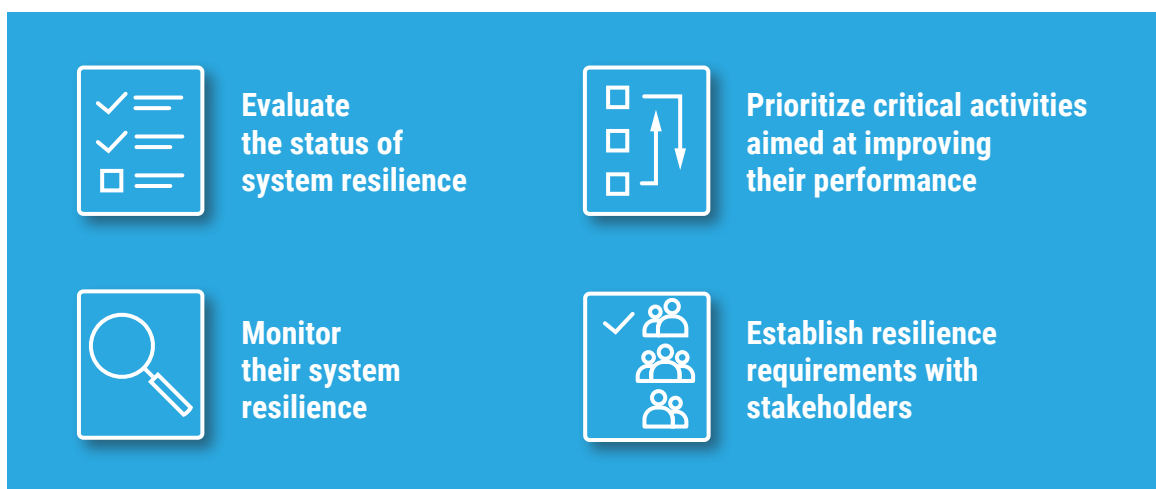 Evaluate
the status of
system resilience
Prioritize critical activities
aimed at improving
their performance
Monitor
their system
resilience
Establish resilience
requirements with
stakeholders